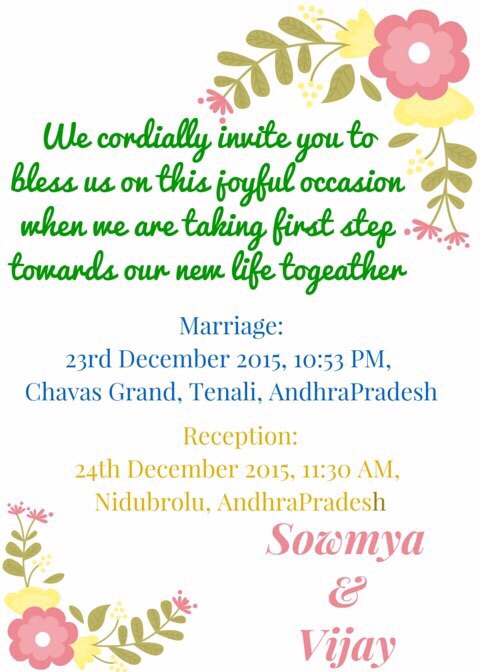 We cordially invite you to
bless us on this joyful occasion
when we are taking first step
towards our new life togeather
Marriage:
23rd December 2015, 10:53 PM,
Chavas Grand, Tenali, AndhraPradesh
Reception:
24th December 2015, 11:30 AM,
Nidubrolu, AndhraPradesh
Sowmya
&
Vijay